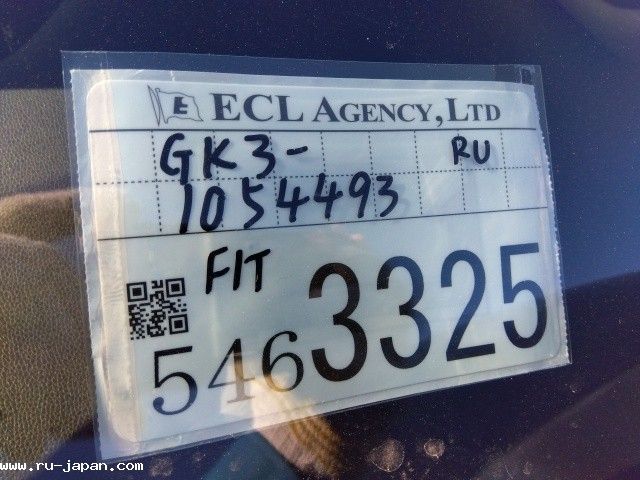 E ECL AGENCY, LTD
GK3- RU
1054493
FIT
5463325
www.ru-japan.com